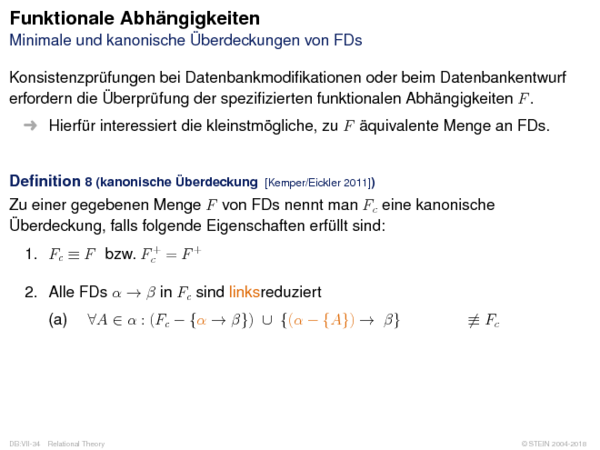 Funktionale Abhängigkeiten
Minimale und kanonische Überdeckungen von FDs
Konsistenzprüfungen bei Datenbankmodifikationen oder beim Datenbankentwurf
erfordern die Überprüfung der spezifizierten funktionalen Abhängigkeiten F.
➜ Hierfür interessiert die kleinstmögliche, zu F äquivalente Menge an FDs.
Definition 8 (kanonische Überdeckung [Kemper/Eickler 2011])
Zu einer gegebenen Menge F von FDs nennt man F_c eine kanonische
Überdeckung, falls folgende Eigenschaften erfüllt sind:
1. F_c ≡ F bzw. F_c^+ = F^+
2. Alle FDs α → β in F_c sind linksreduziert
(a) ∀A ∈ α : (F_c − {α → β}) ∪ {(α − {A}) → β} ≢ F_c
DB:VII-34 Relational Theory © STEIN 2004-2018